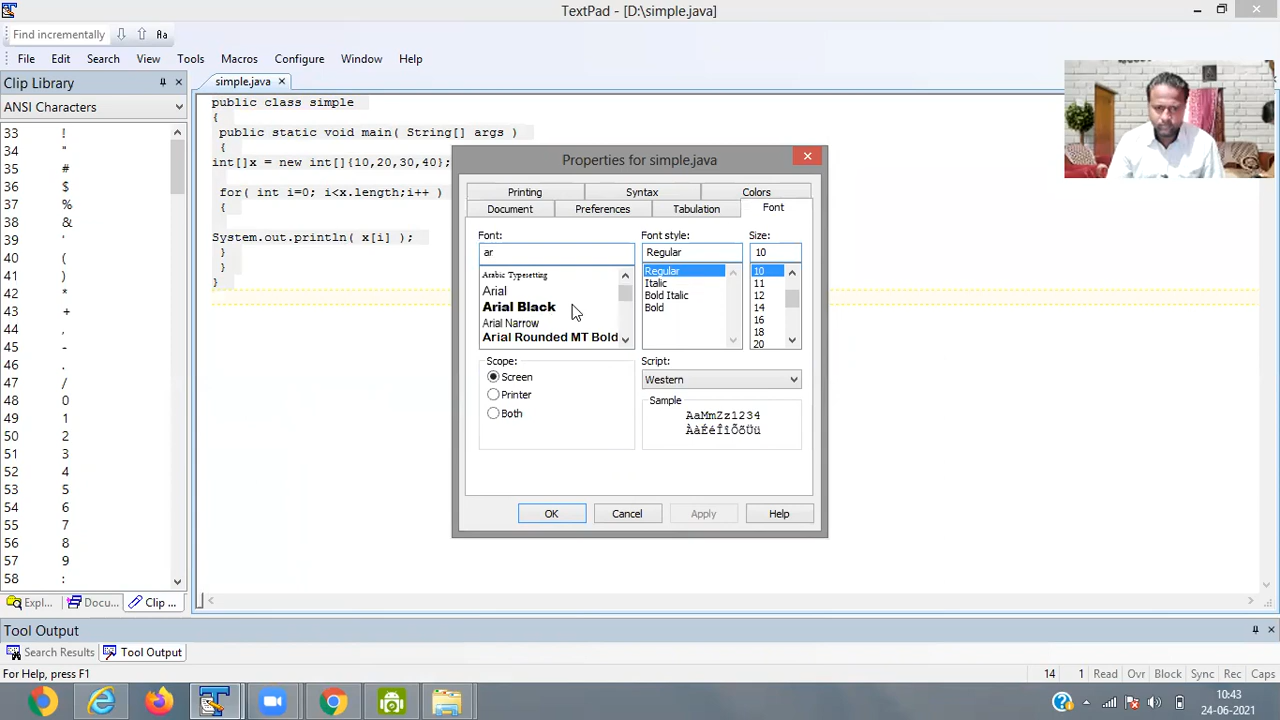 TextPad - [D:\simple.java]
Find incrementally
Aa
File Edit Search View Tools Macros Configure Window Help
Clip Library
simple.java
ANSI Characters
33 !
34 "
35 #
36 $
37 %
38 &
39 '
40 (
41 )
42 *
43 +
44 ,
45 -
46 .
47 /
48 0
49 1
50 2
51 3
52 4
53 5
54 6
55 7
56 8
57 9
58 :
Expl... Docu... Clip ...
public class simple
{
public static void main( String[] args )
{
int[]x = new int[]{10,20,30,40};
for( int i=0; i<x.length;i++ )
{
System.out.println( x[i] );
}
}
}
Properties for simple.java
Printing Syntax Colors
Document Preferences Tabulation Font
Font: Font style: Size:
ar Regular 10
Arabic Typesetting
Arial
Arial Black
Arial Narrow
Arial Rounded MT Bold
Regular
Italic
Bold Italic
Bold
10
11
12
14
16
18
20
Scope:
Screen
Printer
Both
Script:
Western
Sample
AaMmZz1234
ÀàÉéÎîÕõÜü
OK Cancel Apply Help
Tool Output
Search Results Tool Output
For Help, press F1
14 1 Read Ovr Block Sync Rec Caps
10:43
24-06-2021